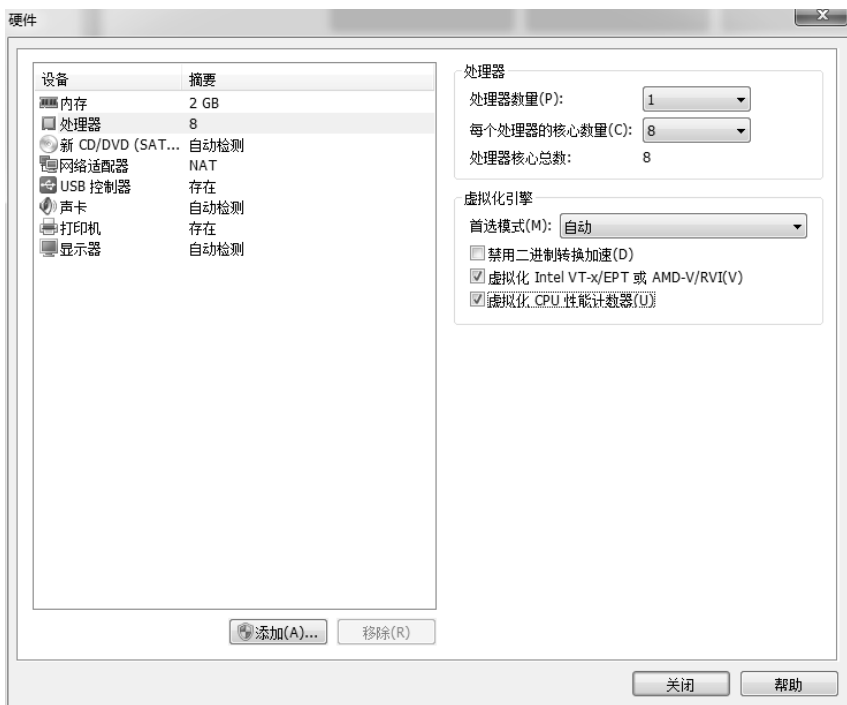 硬件
设备 摘要
内存 2 GB
处理器 8
新 CD/DVD (SAT... 自动检测
网络适配器 NAT
USB 控制器 存在
声卡 自动检测
打印机 存在
显示器 自动检测
添加(A)...
移除(R)
处理器
处理器数量(P): 1
每个处理器的核心数量(C): 8
处理器核心总数: 8
虚拟化引擎
首选模式(M): 自动
禁用二进制转换加速(D)
虚拟化 Intel VT-x/EPT 或 AMD-V/RVI(V)
虚拟化 CPU 性能计数器(U)
关闭
帮助